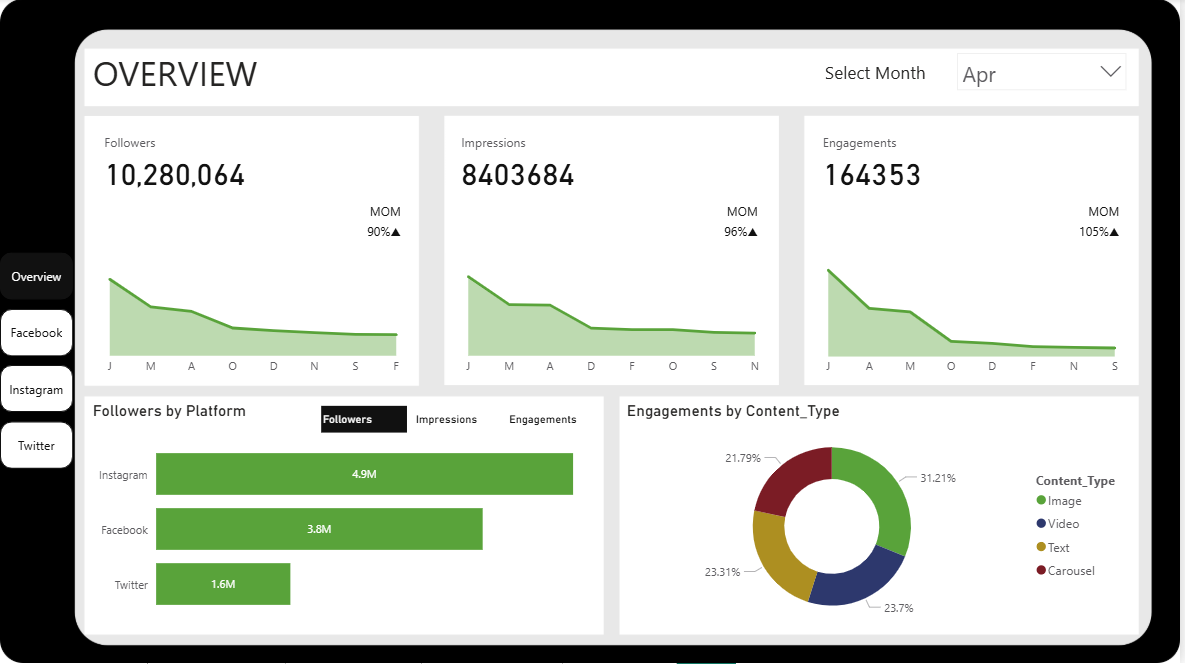 OVERVIEW
Select Month
Apr
Followers
10,280,064
MOM
90%▲
J M A O D N S F
Impressions
8403684
MOM
96%▲
J M A D F O S N
Engagements
164353
MOM
105%▲
J A M O D F N S
Overview
Facebook
Instagram
Twitter
Followers by Platform
Followers Impressions Engagements
Instagram 4.9M
Facebook 3.8M
Twitter 1.6M
Engagements by Content_Type
21.79%
31.21%
23.31%
23.7%
Content_Type
Image
Video
Text
Carousel